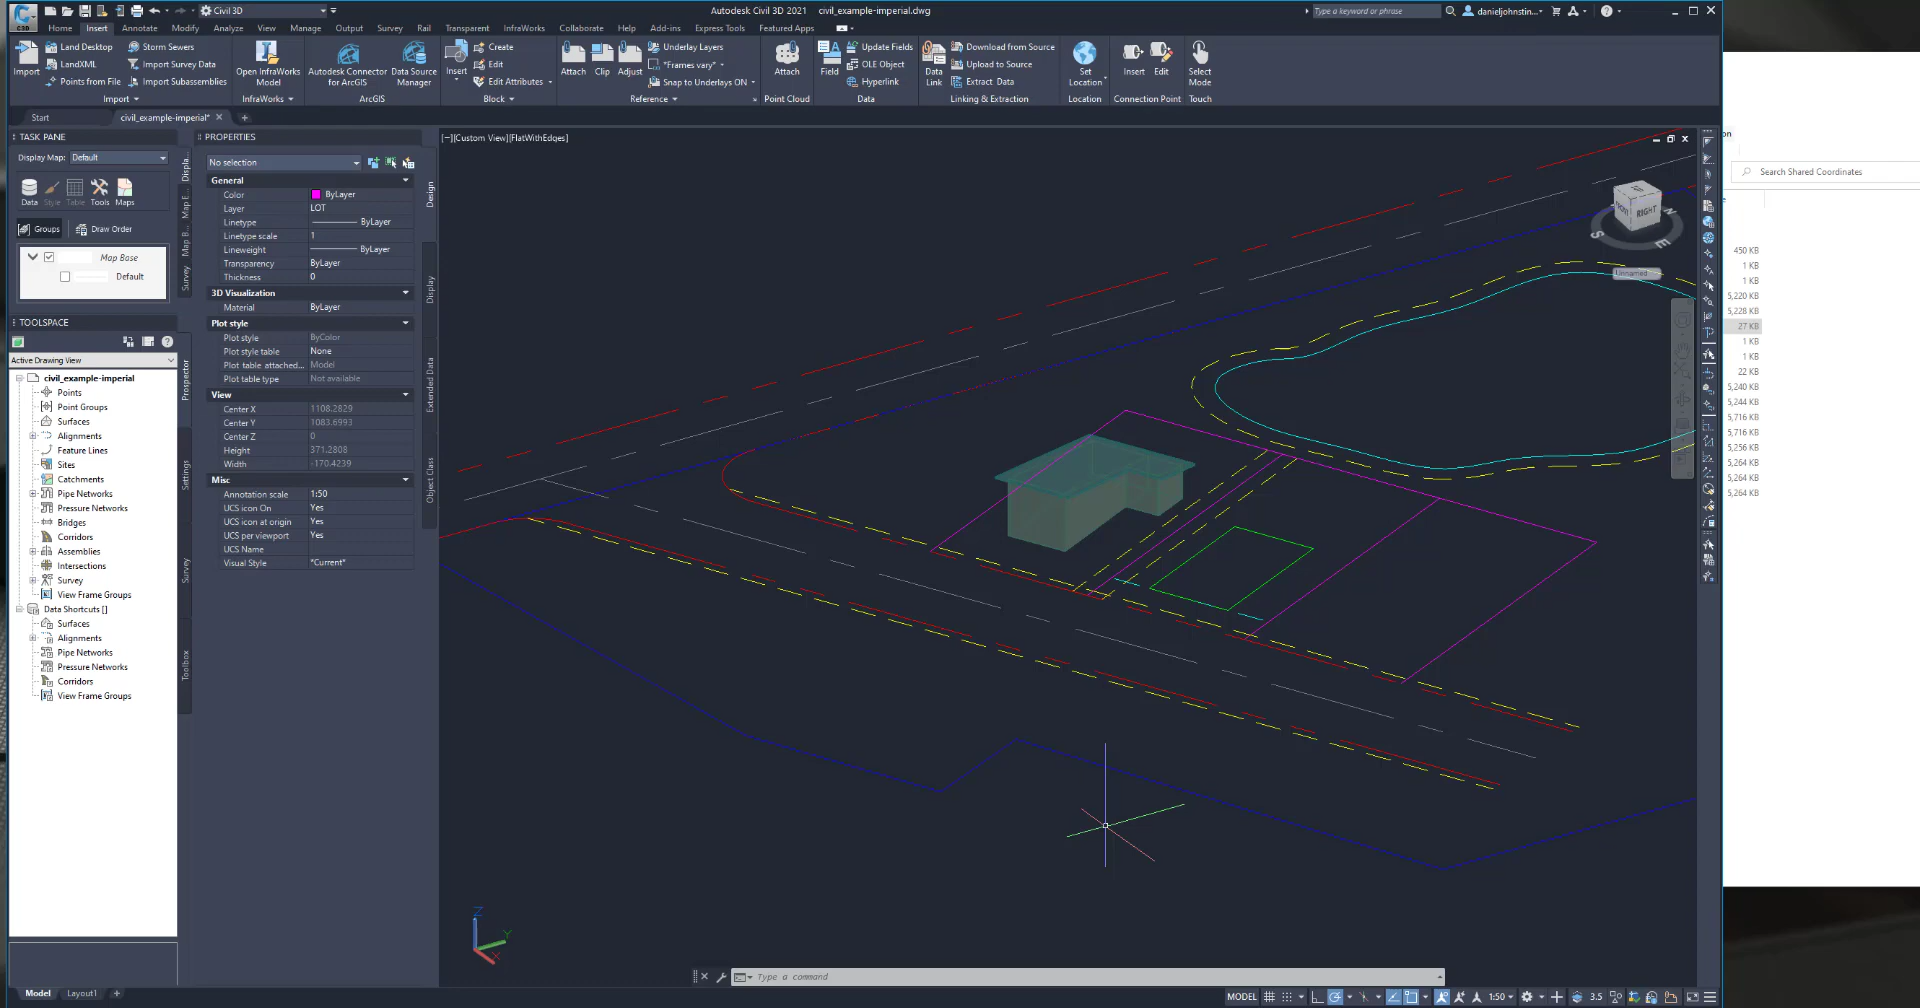 Civil 3D
Autodesk Civil 3D 2021 civil_example-imperial.dwg
Type a keyword or phrase
danieljohnstin...
C3D
Home Insert Annotate Modify Analyze View Manage Output Survey Rail Transparent InfraWorks Collaborate Help Add-ins Express Tools Featured Apps
Import
Land Desktop
LandXML
Points from File
Storm Sewers
Import Survey Data
Import Subassemblies
Import
Open InfraWorks
Model
InfraWorks
Autodesk Connector
for ArcGIS
Data Source
Manager
ArcGIS
Insert
Create
Edit
Edit Attributes
Block
Attach
Clip
Adjust
Underlay Layers
*Frames vary*
Snap to Underlays ON
Reference
Attach
Point Cloud
Field
Update Fields
OLE Object
Hyperlink
Data
Data
Link
Download from Source
Upload to Source
Extract Data
Linking & Extraction
Set
Location
Location
Insert
Edit
Connection Point
Select
Mode
Touch
Start
civil_example-imperial*
TASK PANE
Display Map: Default
Data Style Table Tools Maps
Groups Draw Order
Map Base
Default
Displa...
Map E...
Map B...
Survey
TOOLSPACE
Active Drawing View
civil_example-imperial
Points
Point Groups
Surfaces
Alignments
Feature Lines
Sites
Catchments
Pipe Networks
Pressure Networks
Bridges
Corridors
Assemblies
Intersections
Survey
View Frame Groups
Data Shortcuts []
Surfaces
Alignments
Pipe Networks
Pressure Networks
Corridors
View Frame Groups
Prospector
Settings
Survey
Toolbox
PROPERTIES
No selection
General
Color ByLayer
Layer LOT
Linetype ByLayer
Linetype scale 1
Lineweight ByLayer
Transparency ByLayer
Thickness 0
3D Visualization
Material ByLayer
Plot style
Plot style ByColor
Plot style table None
Plot table attached... Model
Plot table type Not available
View
Center X 1108.2829
Center Y 1083.6993
Center Z 0
Height 371.2808
Width -170.4239
Misc
Annotation scale 1:50
UCS icon On Yes
UCS icon at origin Yes
UCS per viewport Yes
UCS Name
Visual Style *Current*
Design
Display
Extended Data
Object Class
[−][Custom View][FlatWithEdges]
FRONT
RIGHT
N
S
E
Unnamed
Z
Y
X
Type a command
Model Layout1
MODEL
1:50
3.5
on
Search Shared Coordinates
e
450 KB
1 KB
1 KB
5,220 KB
5,228 KB
27 KB
1 KB
1 KB
22 KB
5,240 KB
5,244 KB
5,716 KB
5,716 KB
5,256 KB
5,264 KB
5,264 KB
5,264 KB